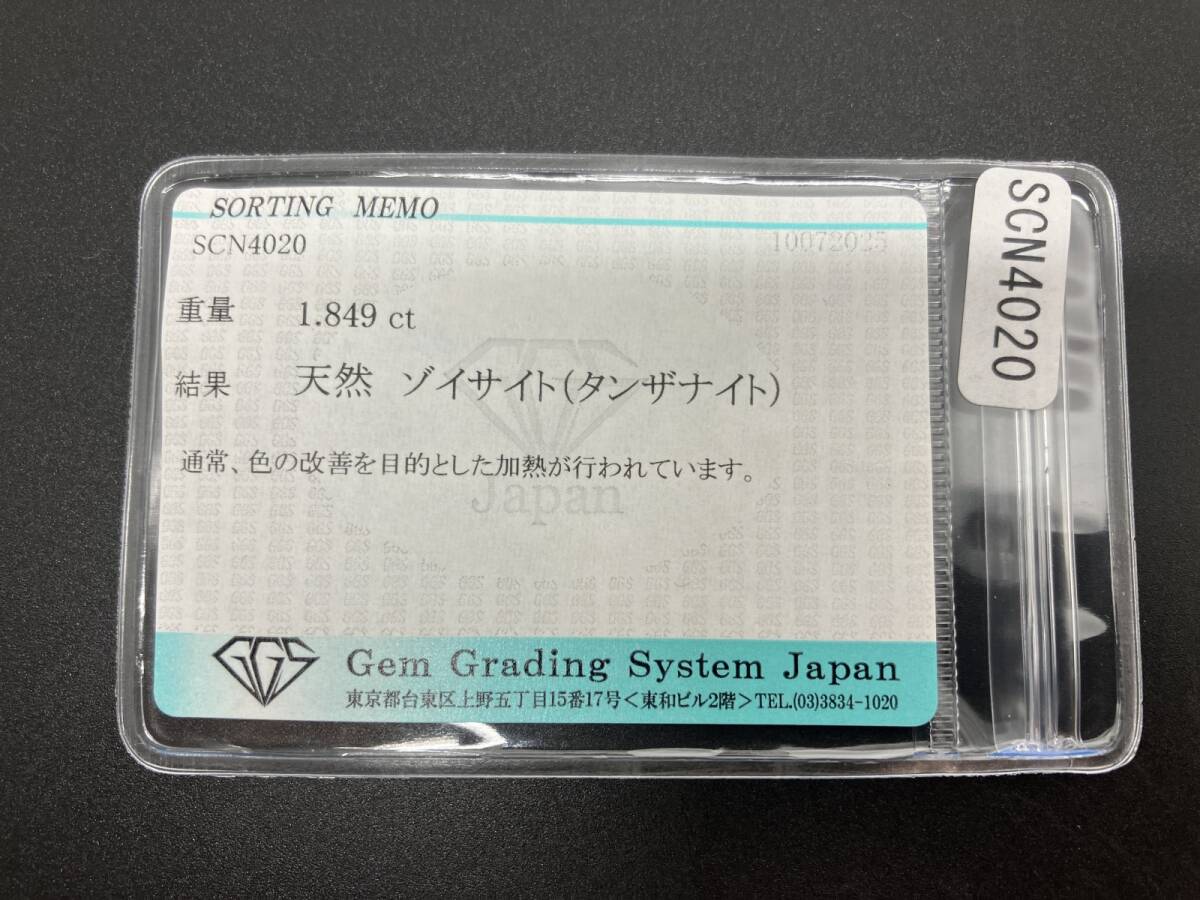 SORTING MEMO
SCN4020 10072025
重量 1.849 ct
結果 天然 ゾイサイト(タンザナイト)
通常、色の改善を目的とした加熱が行われています。
Japan
GGS Gem Grading System Japan
東京都台東区上野五丁目15番17号<東和ビル2階>TEL.(03)3834-1020
SCN4020